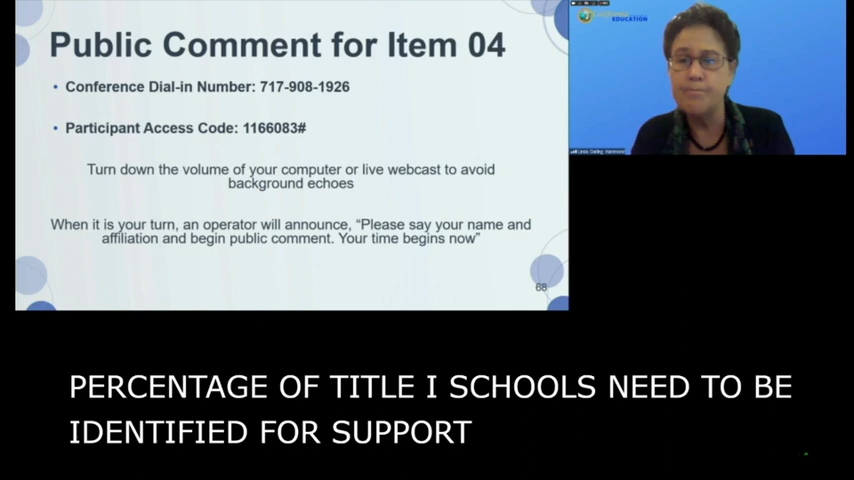 Public Comment for Item 04
• Conference Dial-in Number: 717-908-1926
• Participant Access Code: 1166083#
Turn down the volume of your computer or live webcast to avoid
background echoes
When it is your turn, an operator will announce, “Please say your name and
affiliation and begin public comment. Your time begins now”
68
EDUCATION
Linda Darling-Hammond
PERCENTAGE OF TITLE I SCHOOLS NEED TO BE
IDENTIFIED FOR SUPPORT